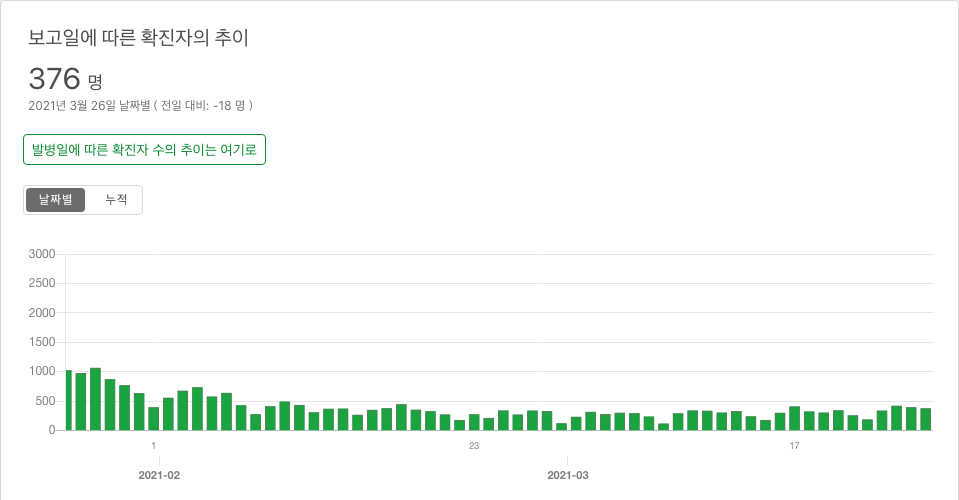 보고일에 따른 확진자의 추이
376 명
2021년 3월 26일 날짜별 ( 전일 대비: -18 명 )
발병일에 따른 확진자 수의 추이는 여기로
날짜별 누적
3000
2500
2000
1500
1000
500
0
1 23 17
2021-02 2021-03